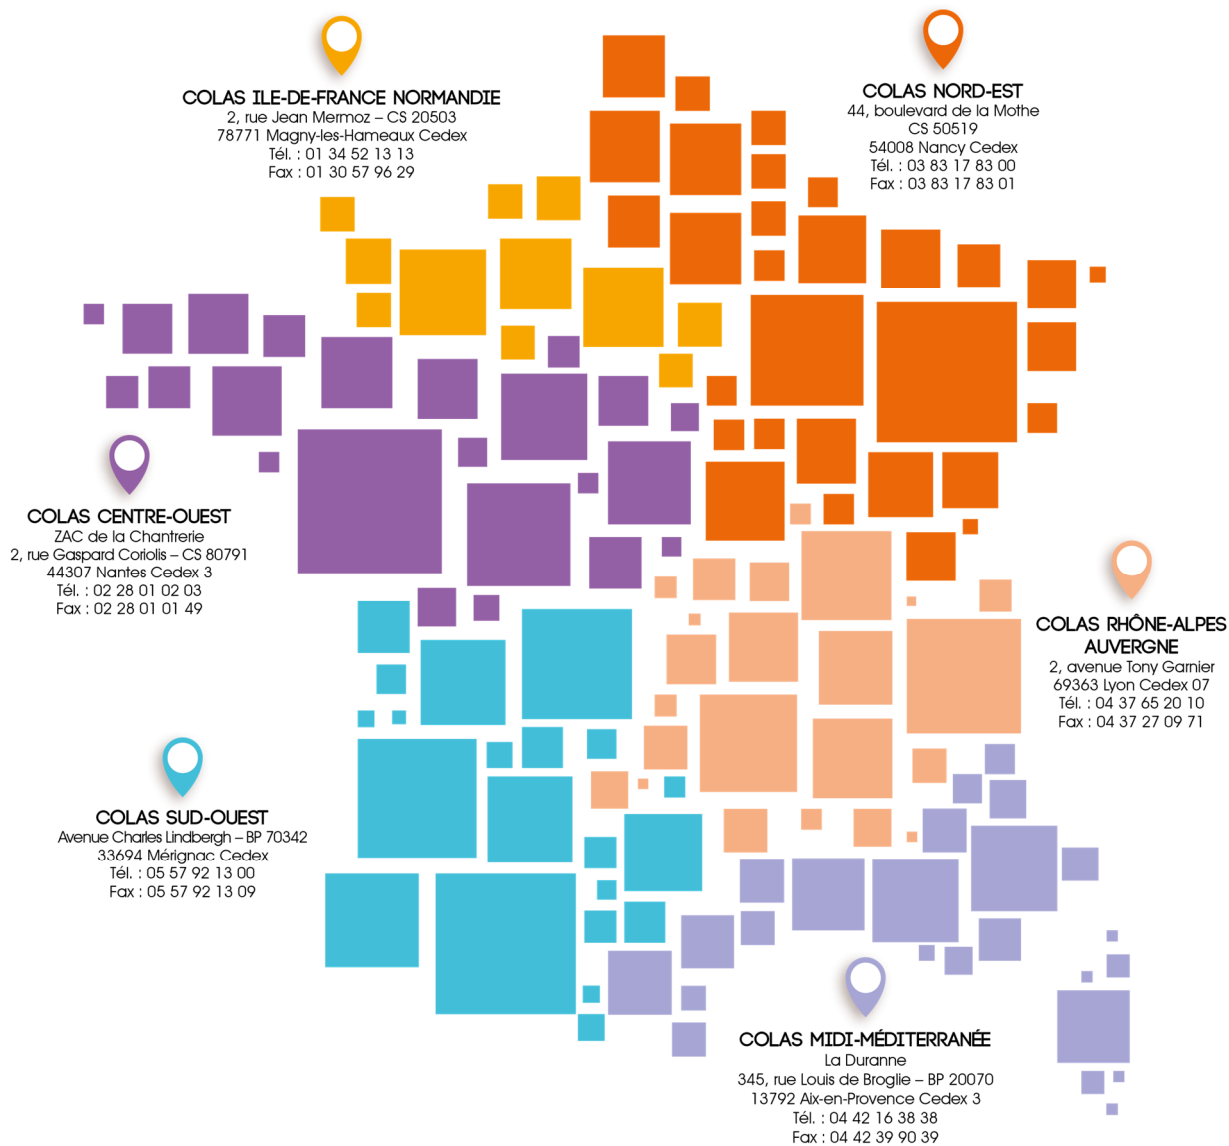 COLAS ILE-DE-FRANCE NORMANDIE
2, rue Jean Mermoz – CS 20503
78771 Magny-les-Hameaux Cedex
Tél. : 01 34 52 13 13
Fax : 01 30 57 96 29
COLAS NORD-EST
44, boulevard de la Mothe
CS 50519
54008 Nancy Cedex
Tél. : 03 83 17 83 00
Fax : 03 83 17 83 01
COLAS CENTRE-OUEST
ZAC de la Chantrerie
2, rue Gaspard Coriolis – CS 80791
44307 Nantes Cedex 3
Tél. : 02 28 01 02 03
Fax : 02 28 01 01 49
COLAS RHÔNE-ALPES
AUVERGNE
2, avenue Tony Garnier
69363 Lyon Cedex 07
Tél. : 04 37 65 20 10
Fax : 04 37 27 09 71
COLAS SUD-OUEST
Avenue Charles Lindbergh – BP 70342
33694 Mérignac Cedex
Tél. : 05 57 92 13 00
Fax : 05 57 92 13 09
COLAS MIDI-MÉDITERRANÉE
La Duranne
345, rue Louis de Broglie – BP 20070
13792 Aix-en-Provence Cedex 3
Tél. : 04 42 16 38 38
Fax : 04 42 39 90 39